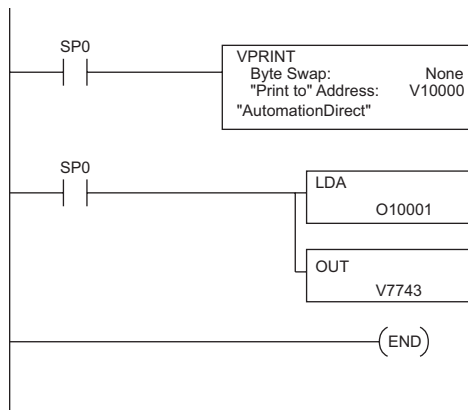 SP0
VPRINT
Byte Swap: None
"Print to" Address: V10000
"AutomationDirect"
SP0
LDA
O10001
OUT
V7743
END